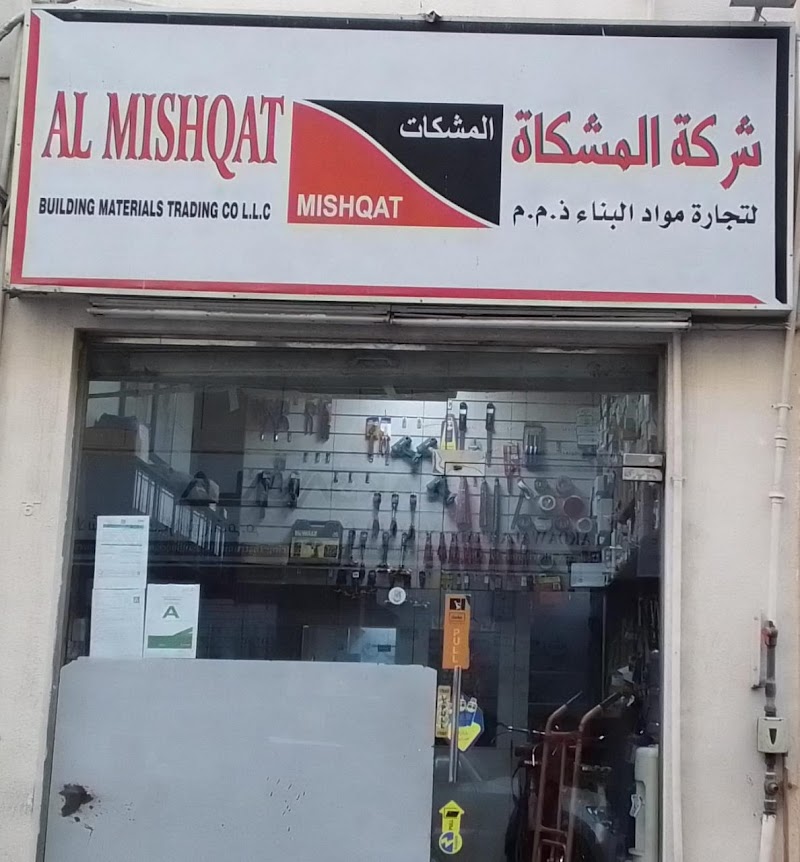 AL MISHQAT
BUILDING MATERIALS TRADING CO L.L.C
المشكات
MISHQAT
شركة المشكاة
لتجارة مواد البناء ذ.م.م
A
PULL